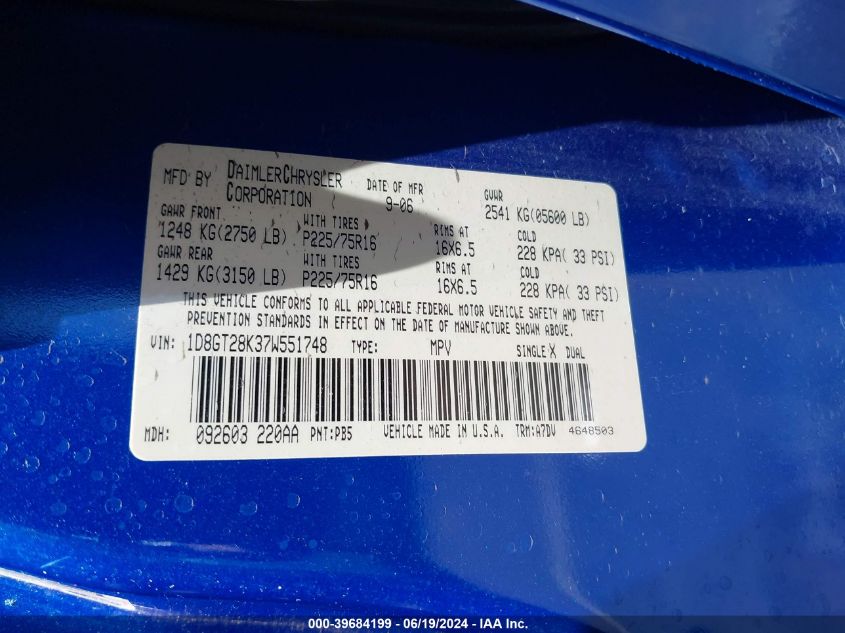 MFD BY DAIMLERCHRYSLER CORPORATION DATE OF MFR 9-06 GVWR 2541 KG(05600 LB)
GAWR FRONT WITH TIRES RIMS AT COLD
1248 KG(2750 LB) P225/75R16 16X6.5 228 KPA( 33 PSI)
GAWR REAR WITH TIRES RIMS AT COLD
1429 KG(3150 LB) P225/75R16 16X6.5 228 KPA( 33 PSI)
THIS VEHICLE CONFORMS TO ALL APPLICABLE FEDERAL MOTOR VEHICLE SAFETY AND THEFT
PREVENTION STANDARDS IN EFFECT ON THE DATE OF MANUFACTURE SHOWN ABOVE.
VIN: 1D8GT28K37W551748 TYPE: MPV SINGLE X DUAL
MDH: 092603 220AA PNT:PB5 VEHICLE MADE IN U.S.A. TRM:A7DV 4648503
000-39684199 - 06/19/2024 - IAA Inc.